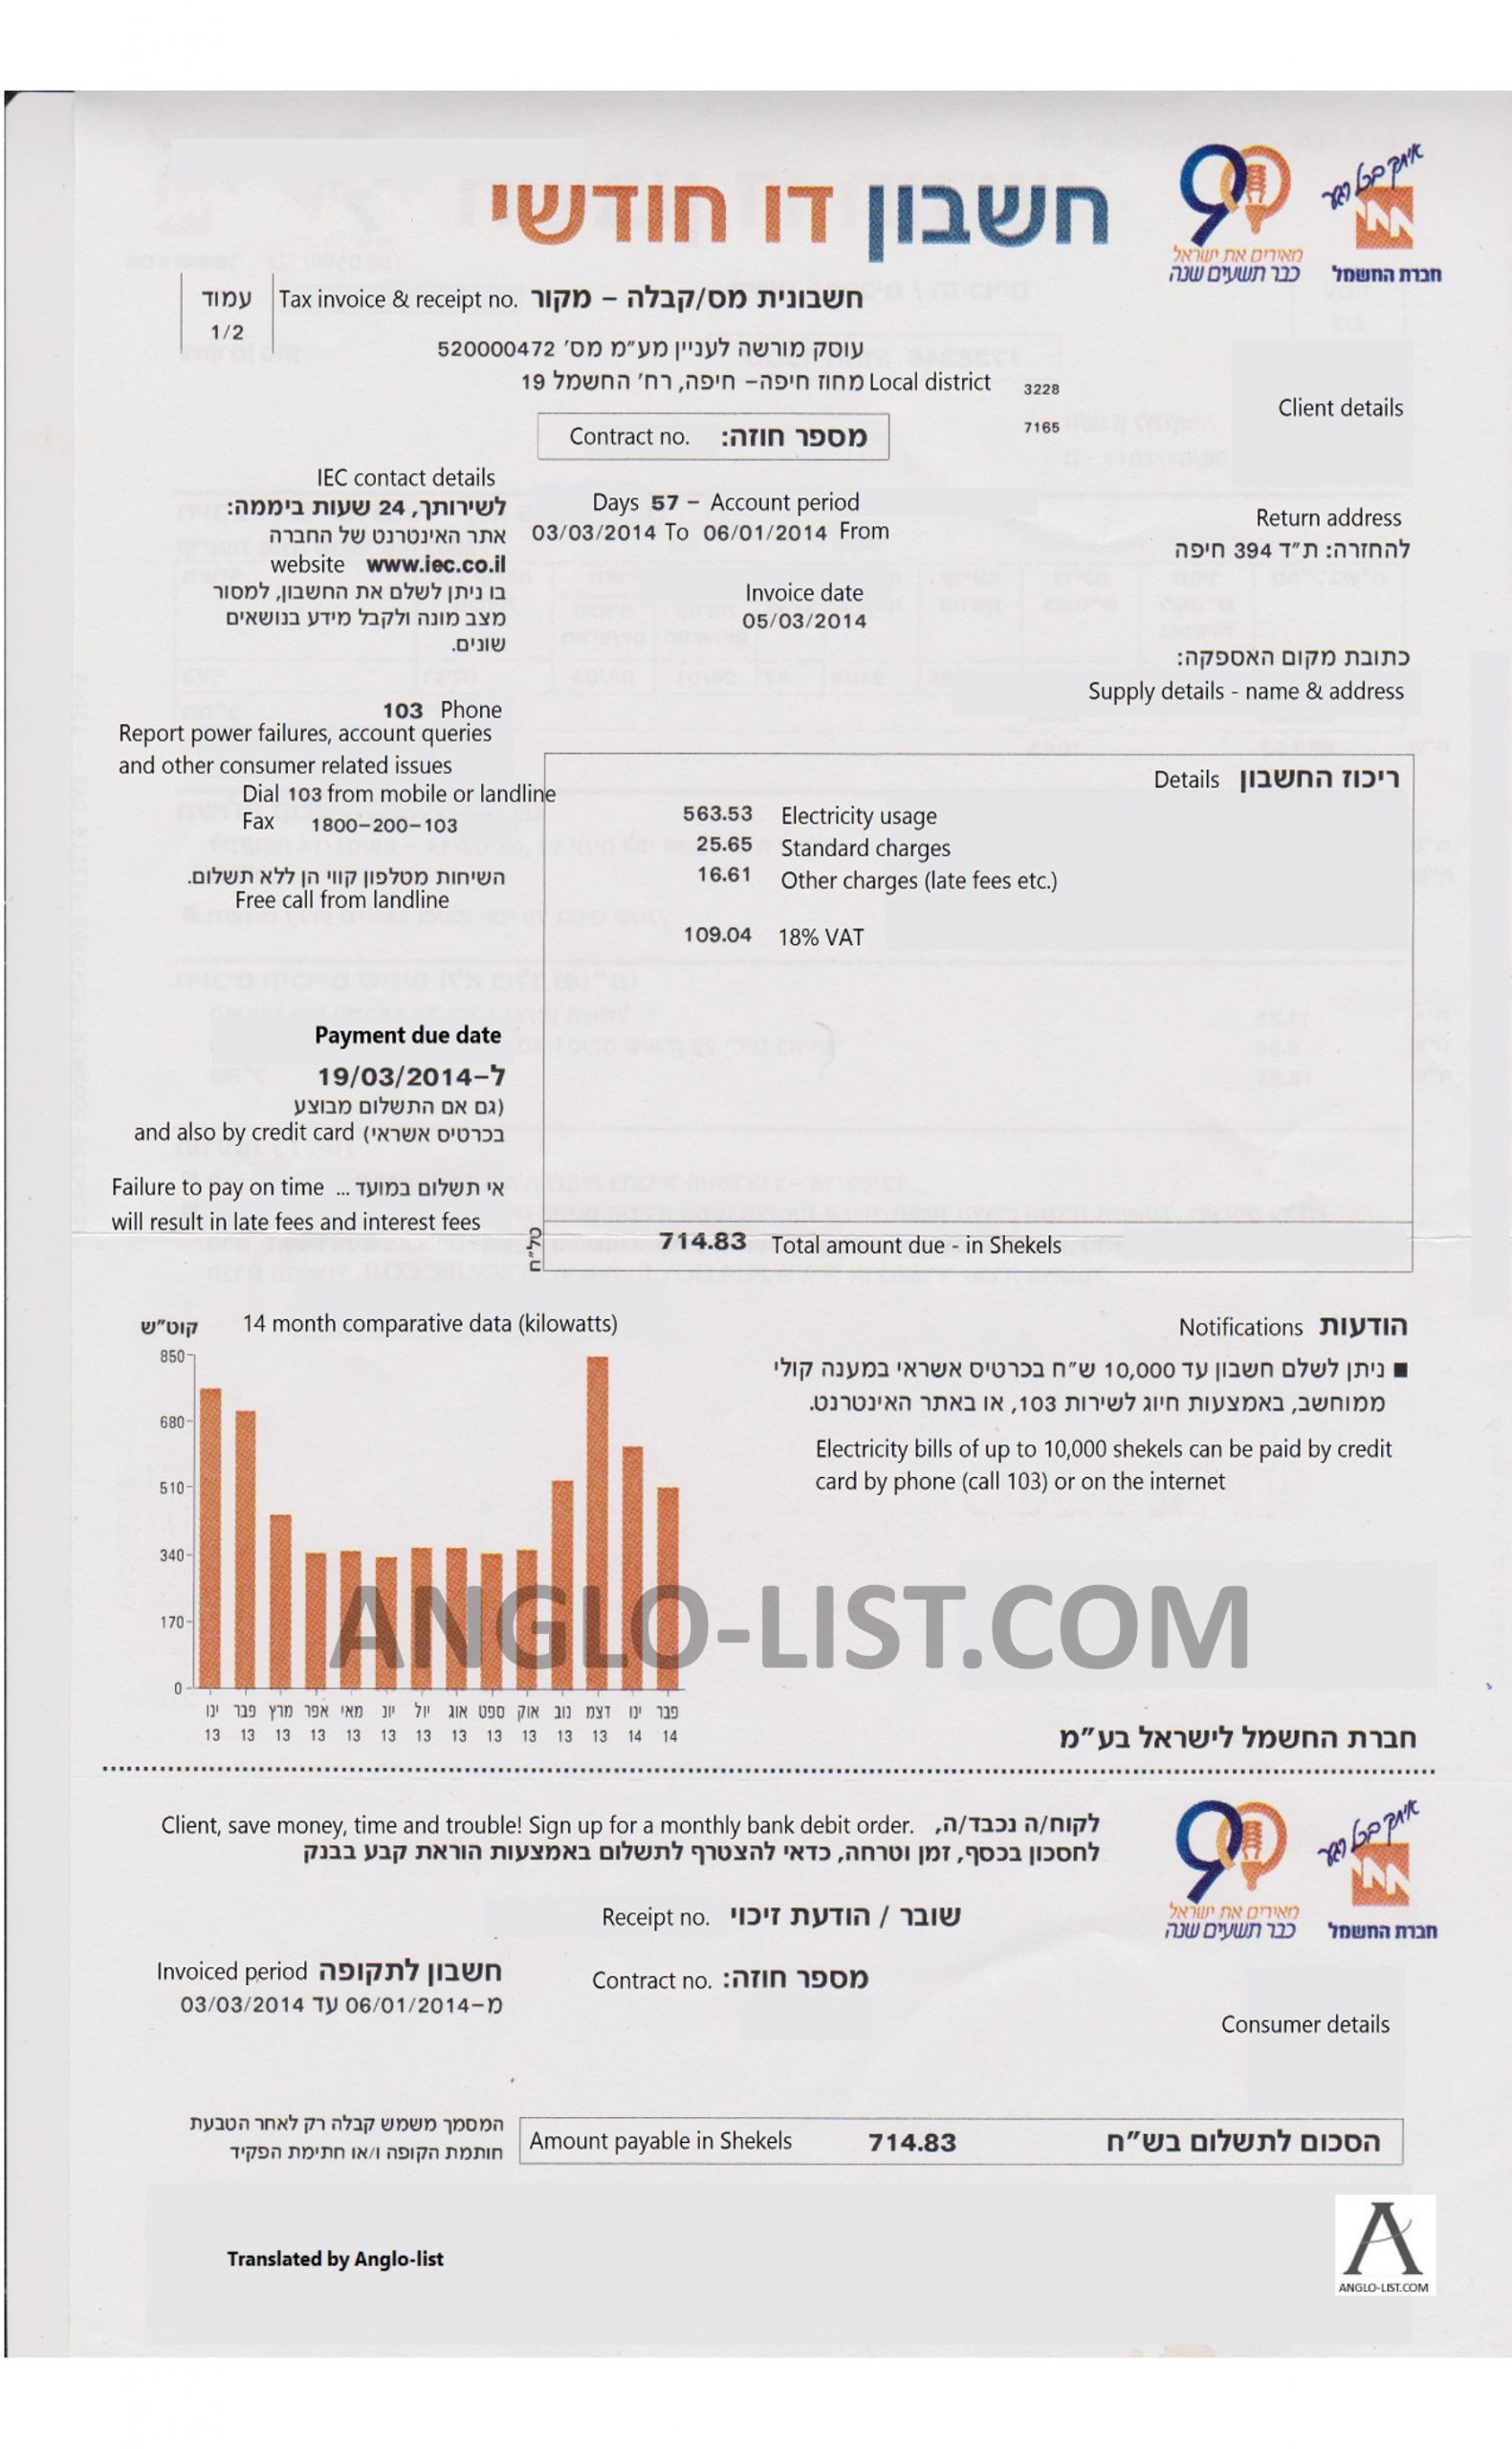 איתך בכל רגע
90
מאירים את ישראל
כבר תשעים שנה
חברת החשמל
חשבון דו חודשי
עמוד
1/2
Tax invoice & receipt no. חשבונית מס/קבלה – מקור
עוסק מורשה לעניין מע״מ מס׳ 520000472
מחוז חיפה– חיפה, רח׳ החשמל 19 Local district
3228
7165
Client details
Contract no. מספר חוזה:
IEC contact details
לשירותך, 24 שעות ביממה:
אתר האינטרנט של החברה
website www.iec.co.il
בו ניתן לשלם את החשבון, למסור
מצב מונה ולקבל מידע בנושאים
שונים.
Days 57 – Account period
03/03/2014 To 06/01/2014 From
Invoice date
05/03/2014
Return address
להחזרה: ת״ד 394 חיפה
כתובת מקום האספקה:
Supply details - name & address
103 Phone
Report power failures, account queries
and other consumer related issues
Dial 103 from mobile or landline
Fax 1800–200–103
השיחות מטלפון קווי הן ללא תשלום.
Free call from landline
Details ריכוז החשבון
563.53 Electricity usage
25.65 Standard charges
16.61 Other charges (late fees etc.)
109.04 18% VAT
Payment due date
ל–19/03/2014
(גם אם התשלום מבוצע
and also by credit card בכרטיס אשראי)
Failure to pay on time ... אי תשלום במועד
will result in late fees and interest fees
טל״ח
714.83 Total amount due - in Shekels
קוט״ש
14 month comparative data (kilowatts)
850
680
510
340
170
0
ינו פבר מרץ אפר מאי יונ יול אוג ספט אוק נוב דצמ ינו פבר
13 13 13 13 13 13 13 13 13 13 13 13 14 14
Notifications הודעות
■ ניתן לשלם חשבון עד 10,000 ש״ח בכרטיס אשראי במענה קולי
ממוחשב, באמצעות חיוג לשירות 103, או באתר האינטרנט.
Electricity bills of up to 10,000 shekels can be paid by credit
card by phone (call 103) or on the internet
ANGLO-LIST.COM
חברת החשמל לישראל בע״מ
Client, save money, time and trouble! Sign up for a monthly bank debit order. לקוח/ה נכבד/ה,
לחסכון בכסף, זמן וטרחה, כדאי להצטרף לתשלום באמצעות הוראת קבע בבנק
איתך בכל רגע
90
מאירים את ישראל
כבר תשעים שנה
חברת החשמל
Receipt no. שובר / הודעת זיכוי
Invoiced period חשבון לתקופה
מ–06/01/2014 עד 03/03/2014
Contract no. מספר חוזה:
Consumer details
המסמך משמש קבלה רק לאחר הטבעת
חותמת הקופה ו/או חתימת הפקיד
Amount payable in Shekels 714.83 הסכום לתשלום בש״ח
Translated by Anglo-list
A
ANGLO-LIST.COM